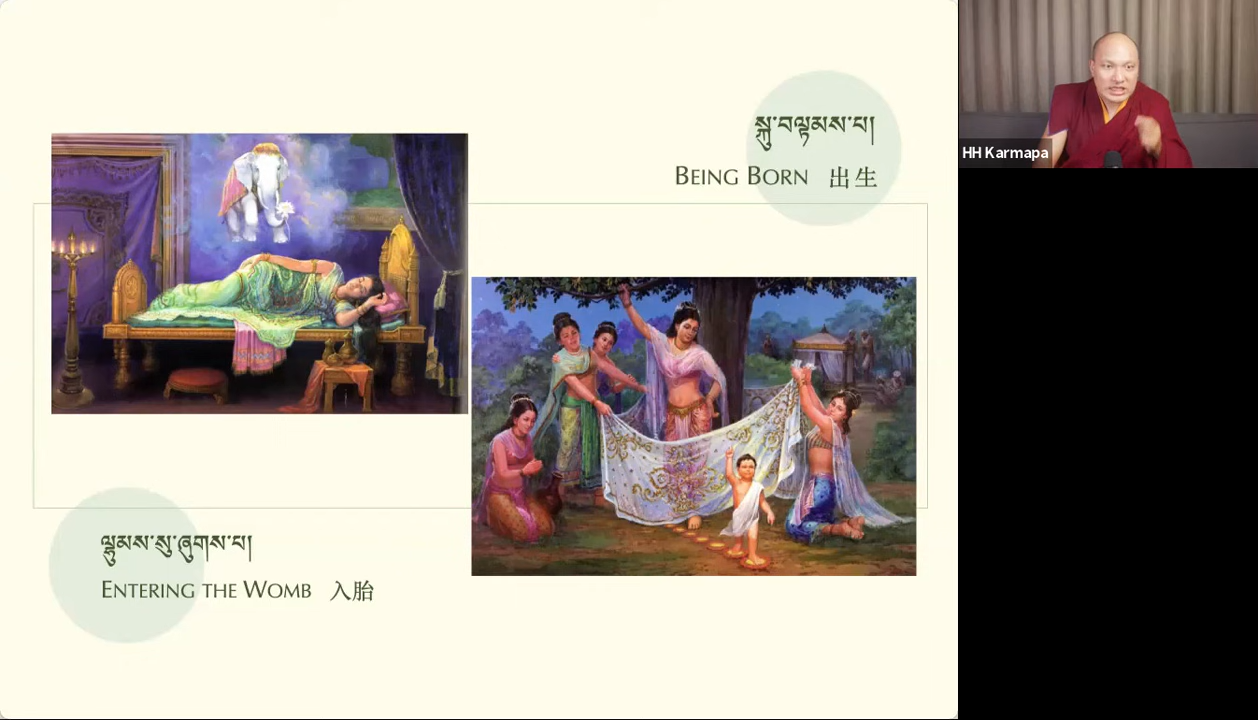 སྐུ་བལྟམས་པ།
BEING BORN 出生
HH Karmapa
ལྷུམས་སུ་ཞུགས་པ།
ENTERING THE WOMB 入胎